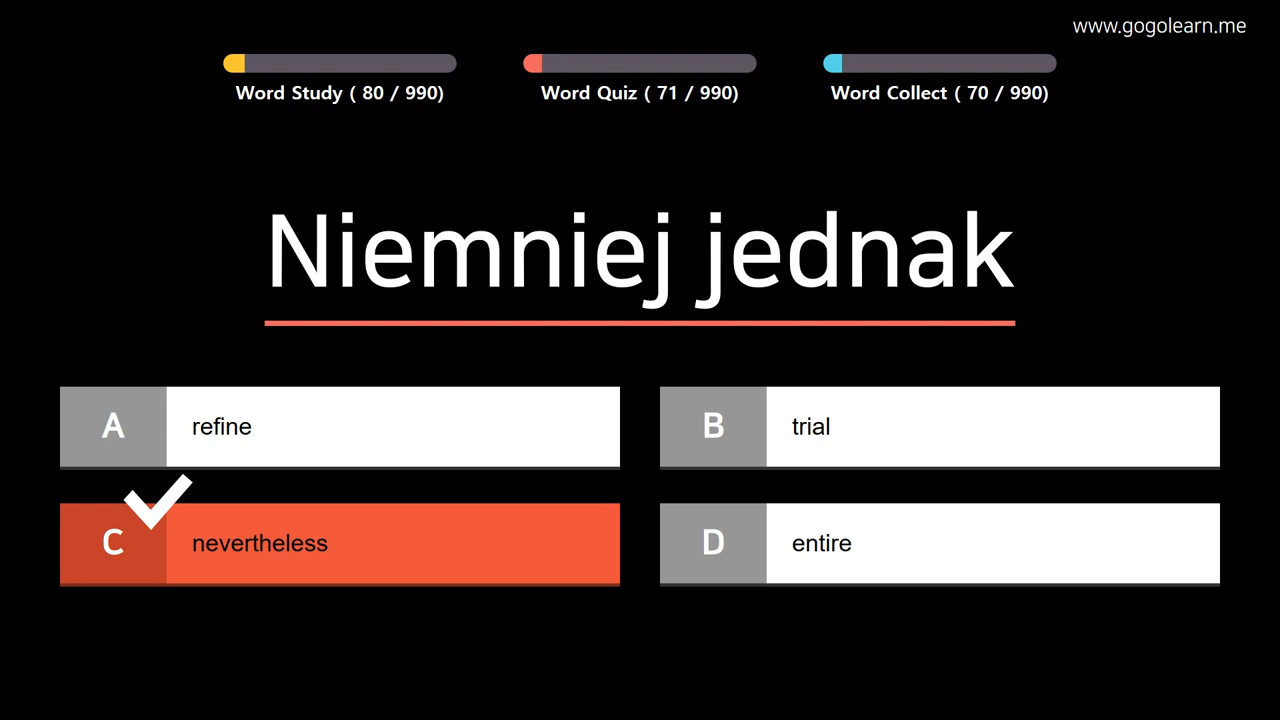 www.gogolearn.me
Word Study ( 80 / 990)
Word Quiz ( 71 / 990)
Word Collect ( 70 / 990)
Niemniej jednak
A
refine
B
trial
C
nevertheless
D
entire